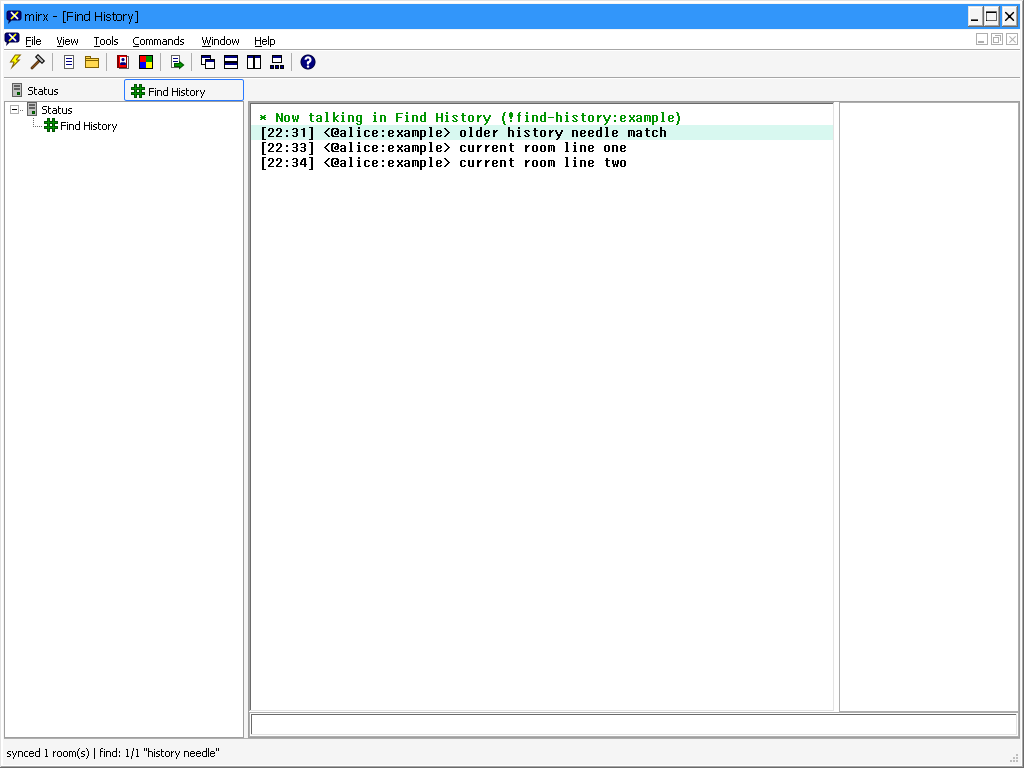 mirx - [Find History]
File View Tools Commands Window Help
Status
Find History
Status
Find History
* Now talking in Find History (!find-history:example)
[22:31] <@alice:example> older history needle match
[22:33] <@alice:example> current room line one
[22:34] <@alice:example> current room line two
synced 1 room(s) | find: 1/1 "history needle"